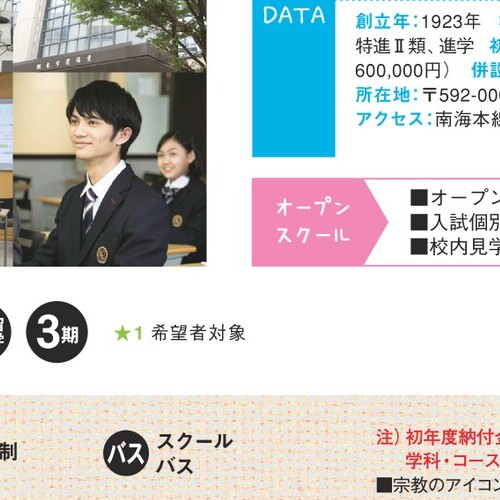 DATA
創立年：1923年
特進Ⅱ類、進学 初
600,000円） 併設
所在地：〒592-000
アクセス：南海本線
オープン
スクール
■オープン
■入試個別
■校内見学
3期
★1 希望者対象
制
バス スクール
バス
注）初年度納付金
学科・コース
■宗教のアイコン